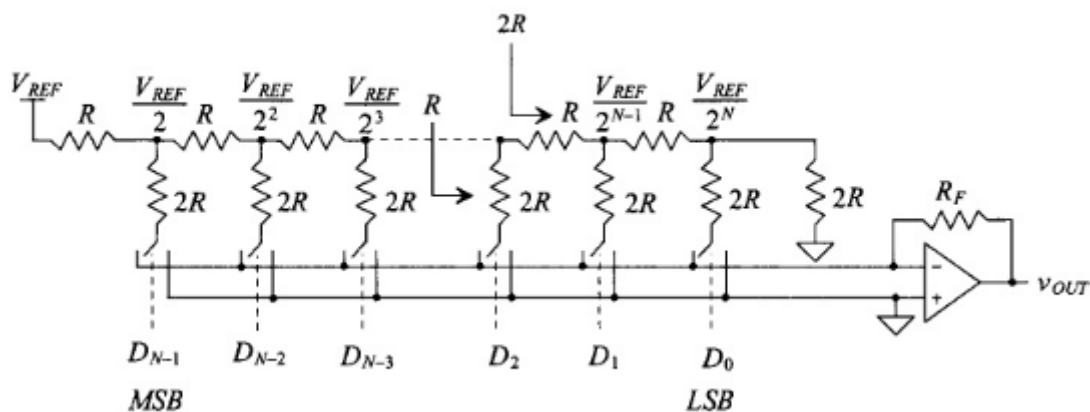 2R
V_REF V_REF/2 V_REF/2^2 V_REF/2^3 R V_REF/2^{N-1} V_REF/2^N
R R R R R
2R 2R 2R 2R 2R 2R 2R R_F
−
+ v_OUT
D_{N-1} D_{N-2} D_{N-3} D_2 D_1 D_0
MSB LSB